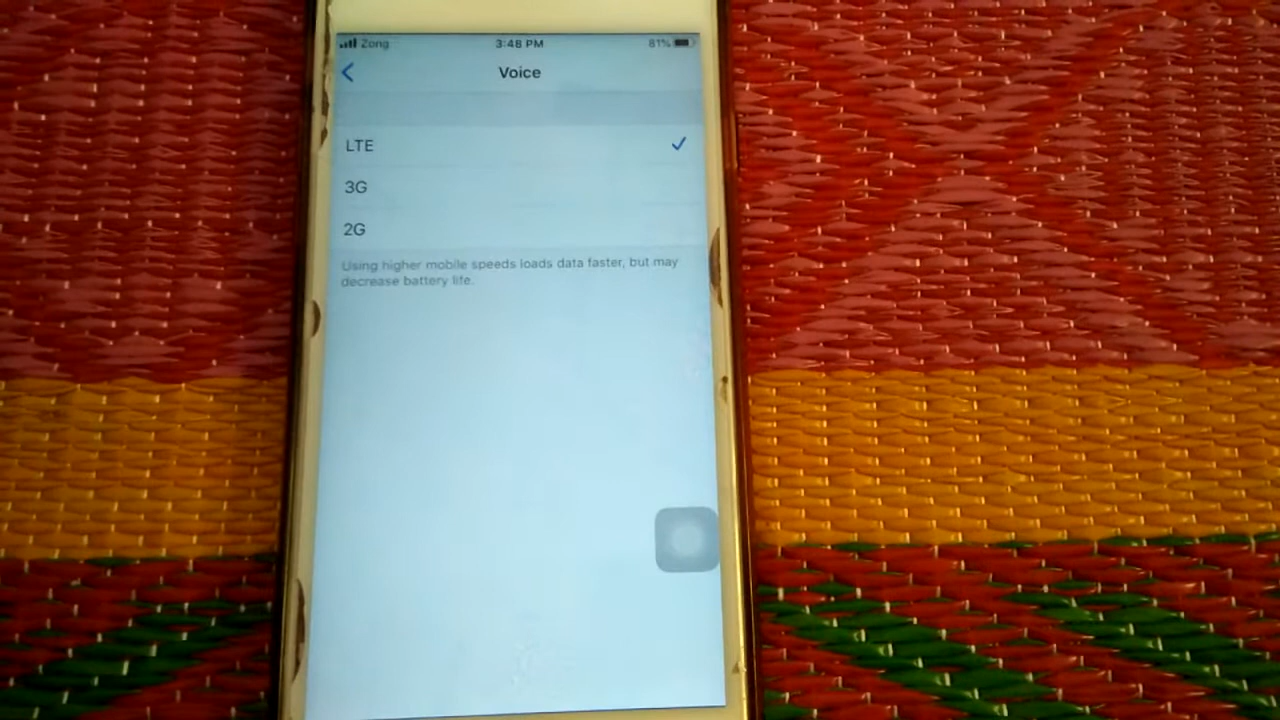 Zong 3:48 PM 81%
Voice
LTE
3G
2G
Using higher mobile speeds loads data faster, but may
decrease battery life.